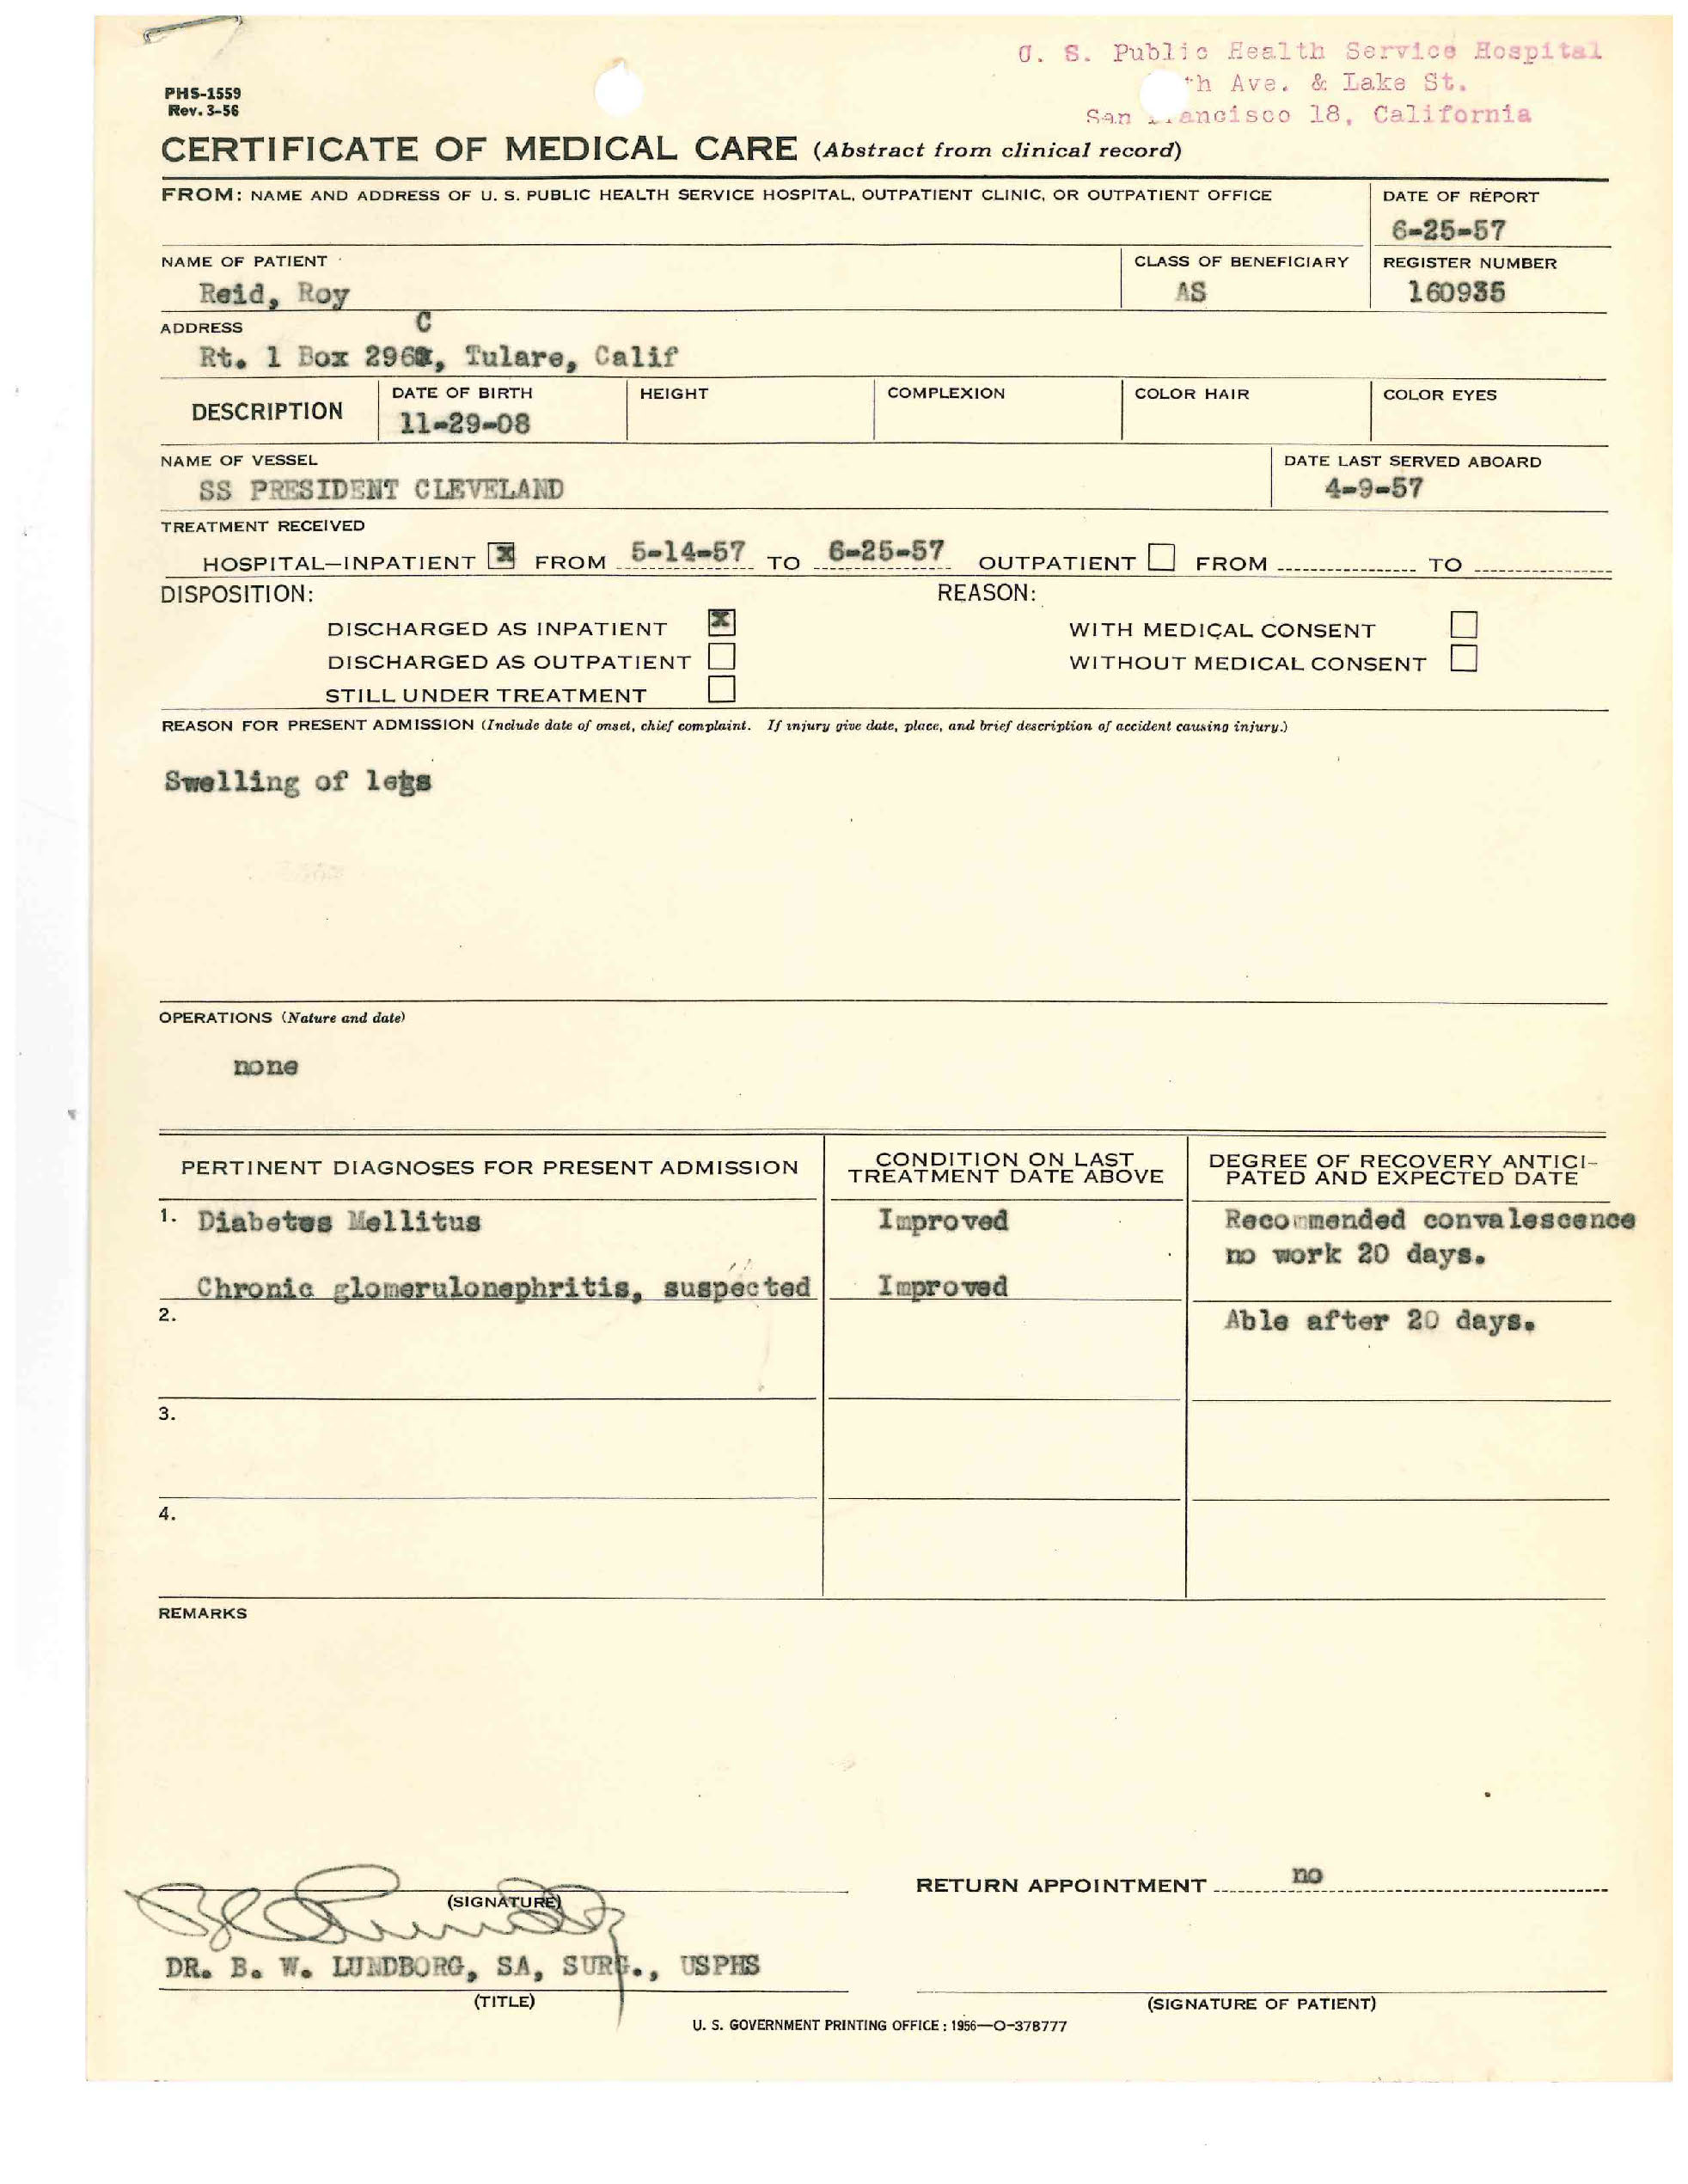 U. S. Public Health Service Hospital
Ave. & Lake St.
San 18, California
PHS-1559
Rev. 3-56
CERTIFICATE OF MEDICAL CARE (Abstract from clinical record)
FROM: NAME AND ADDRESS OF U. S. PUBLIC HEALTH SERVICE HOSPITAL, OUTPATIENT CLINIC, OR OUTPATIENT OFFICE
DATE OF REPORT
6-25-57
NAME OF PATIENT
Reid, Roy
CLASS OF BENEFICIARY
AS
REGISTER NUMBER
160935
ADDRESS
C
Rt. 1 Box 296, Tulare, Calif
DESCRIPTION
DATE OF BIRTH
11-29-08
HEIGHT
COMPLEXION
COLOR HAIR
COLOR EYES
NAME OF VESSEL
SS PRESIDENT CLEVELAND
DATE LAST SERVED ABOARD
4-9-57
TREATMENT RECEIVED
HOSPITAL—INPATIENT X FROM 5-14-57 TO 6-25-57 OUTPATIENT FROM TO
DISPOSITION: REASON:
DISCHARGED AS INPATIENT X WITH MEDICAL CONSENT
DISCHARGED AS OUTPATIENT WITHOUT MEDICAL CONSENT
STILL UNDER TREATMENT
REASON FOR PRESENT ADMISSION (Include date of onset, chief complaint. If injury give date, place, and brief description of accident causing injury.)
Swelling of legs
OPERATIONS (Nature and date)
none
PERTINENT DIAGNOSES FOR PRESENT ADMISSION
CONDITION ON LAST
TREATMENT DATE ABOVE
DEGREE OF RECOVERY ANTICI-
PATED AND EXPECTED DATE
1. Diabetes Mellitus Improved Recommended convalescence
no work 20 days.
Chronic glomerulonephritis, suspected Improved
2. Able after 20 days.
3.
4.
REMARKS
RETURN APPOINTMENT no
(SIGNATURE)
DR. B. W. LUNDBORG, SA, SURG., USPHS
(TITLE)
(SIGNATURE OF PATIENT)
U. S. GOVERNMENT PRINTING OFFICE : 1956—O-378777